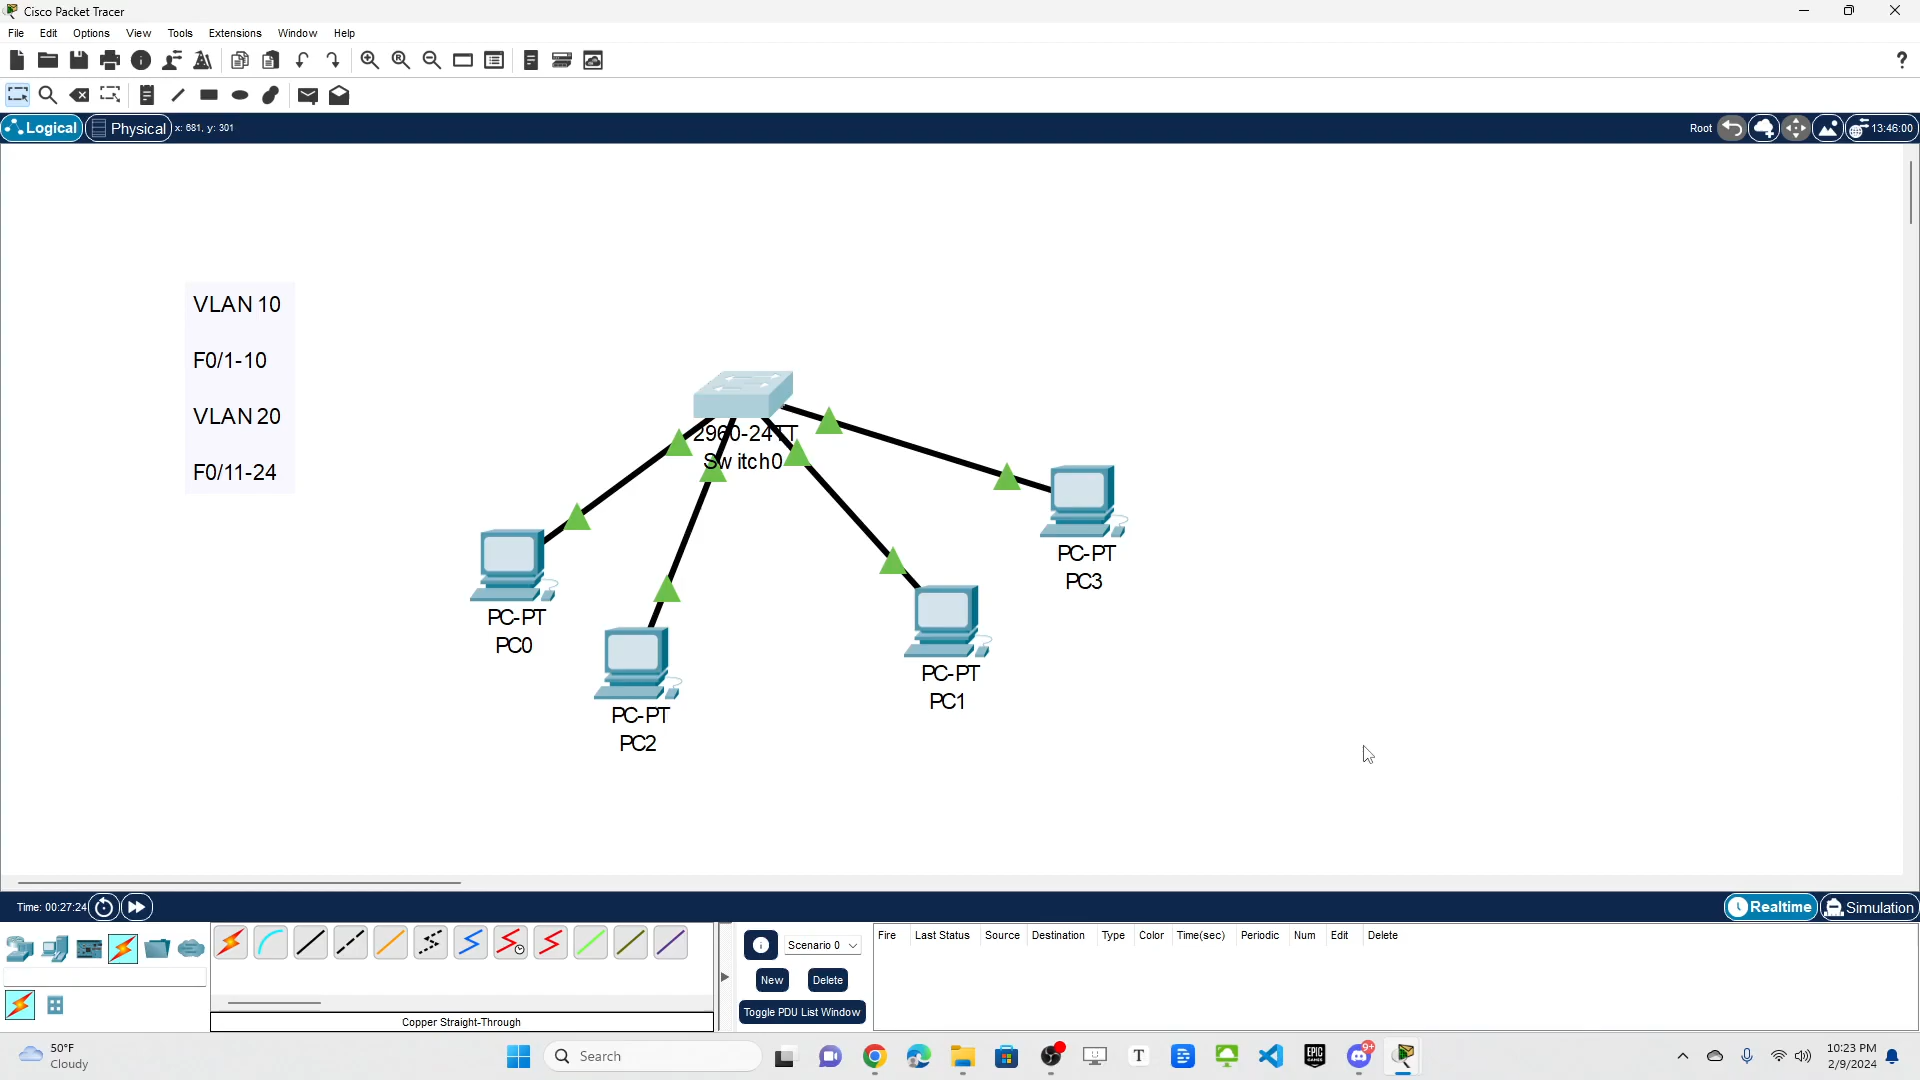 Cisco Packet Tracer
File Edit Options View Tools Extensions Window Help
?
Logical Physical x: 681, y: 301 Root 13:46:00
VLAN 10
F0/1-10
VLAN 20
F0/11-24
2960-24TT
Switch0
PC-PT
PC3
PC-PT
PC0
PC-PT
PC1
PC-PT
PC2
Time: 00:27:24 Realtime Simulation
Scenario 0
Fire Last Status Source Destination Type Color Time(sec) Periodic Num Edit Delete
New Delete
Toggle PDU List Window
Copper Straight-Through
50°F
Cloudy
Search
T
EPIC GAMES
9+
10:23 PM
2/9/2024